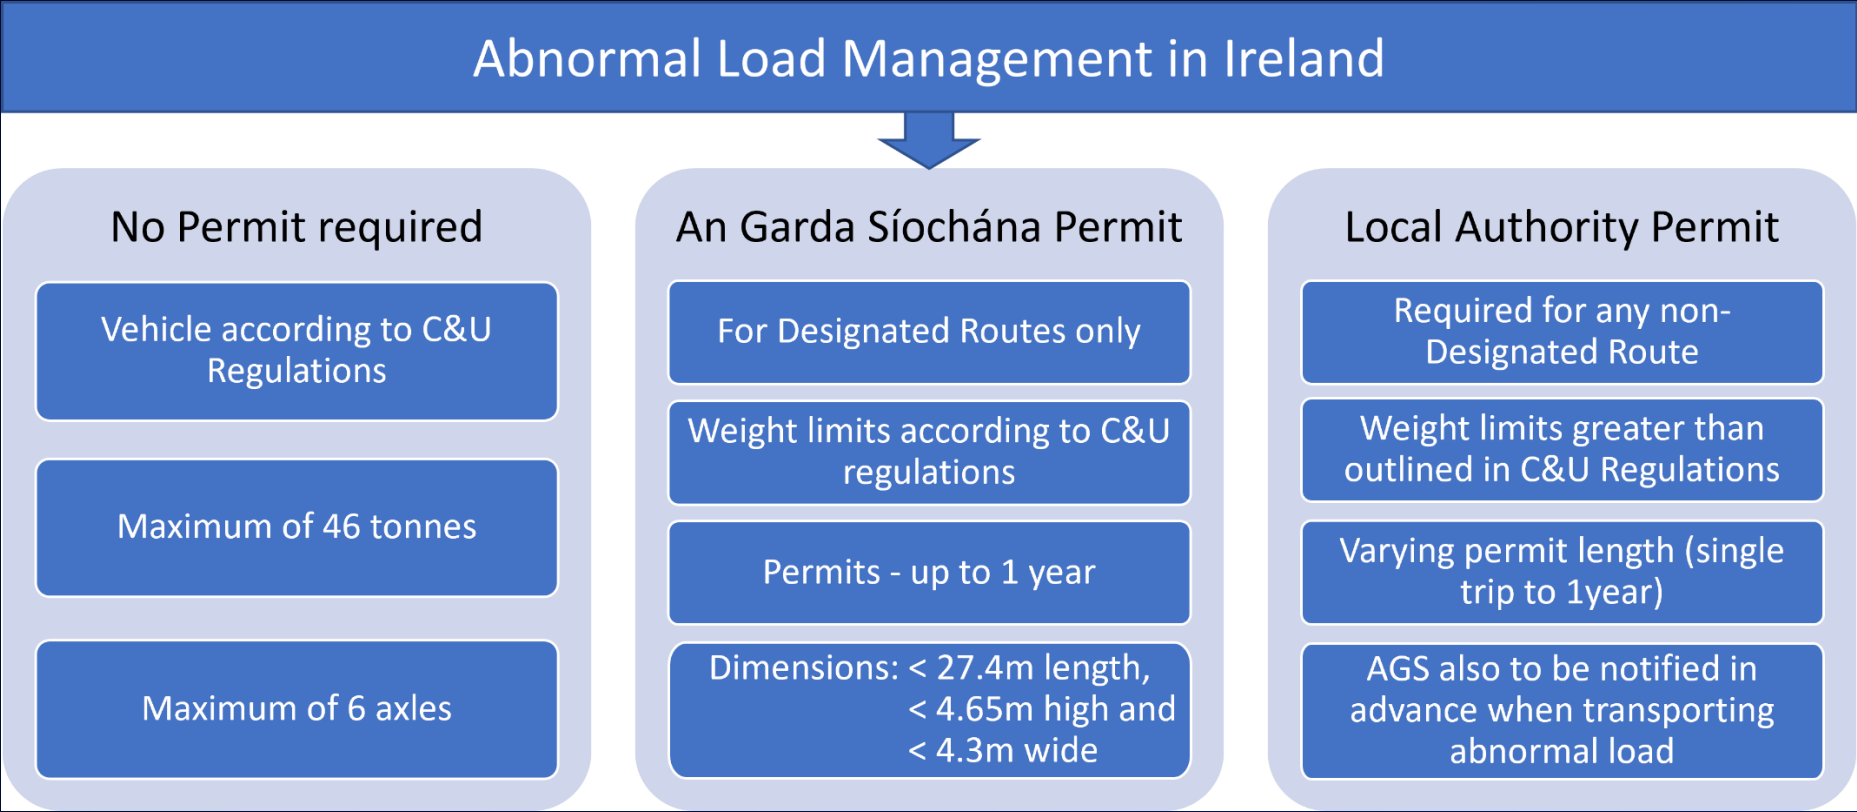 Abnormal Load Management in Ireland
No Permit required
Vehicle according to C&U
Regulations
Maximum of 46 tonnes
Maximum of 6 axles
An Garda Síochána Permit
For Designated Routes only
Weight limits according to C&U
regulations
Permits - up to 1 year
Dimensions: < 27.4m length,
< 4.65m high and
< 4.3m wide
Local Authority Permit
Required for any non-
Designated Route
Weight limits greater than
outlined in C&U Regulations
Varying permit length (single
trip to 1year)
AGS also to be notified in
advance when transporting
abnormal load